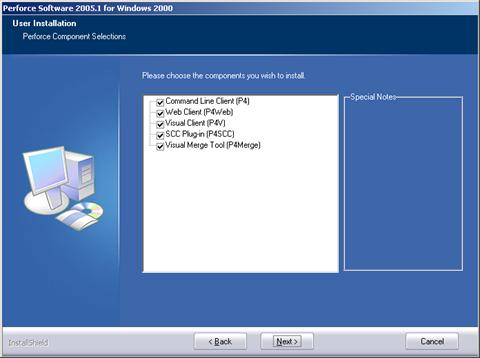 Perforce Software 2005.1 for Windows 2000
User Installation
Perforce Component Selections
Please choose the components you wish to install.
Command Line Client (P4)
Web Client (P4Web)
Visual Client (P4V)
SCC Plug-in (P4SCC)
Visual Merge Tool (P4Merge)
Special Notes
InstallShield
< Back
Next >
Cancel